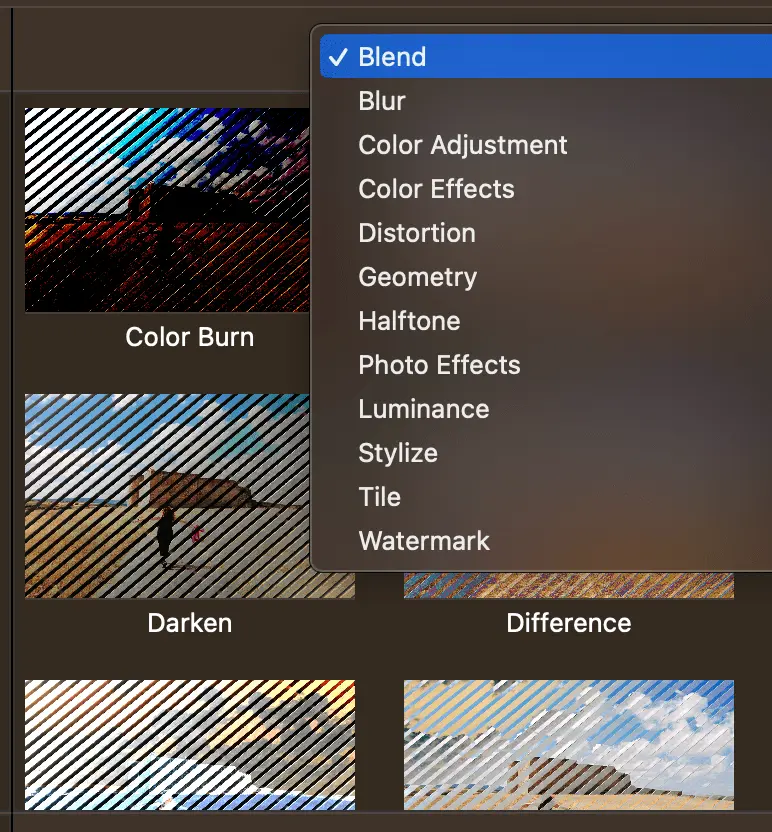 Blend
Blur
Color Adjustment
Color Effects
Distortion
Geometry
Halftone
Photo Effects
Luminance
Stylize
Tile
Watermark
Color Burn
Darken
Difference